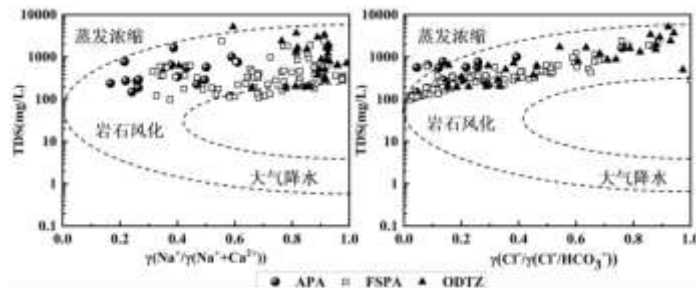 蒸发浓缩
岩石风化
大气降水
TDS(mg/L)
10000
1000
100
10
1
0.1
0.0 0.2 0.4 0.6 0.8 1.0
γ(Na⁺/γ(Na⁺+Ca²⁺))
蒸发浓缩
岩石风化
大气降水
TDS(mg/L)
10000
1000
100
10
1
0.1
0.0 0.2 0.4 0.6 0.8 1.0
γ(Cl⁻/γ(Cl⁻/HCO₃⁻))
APA FSPA ODTZ